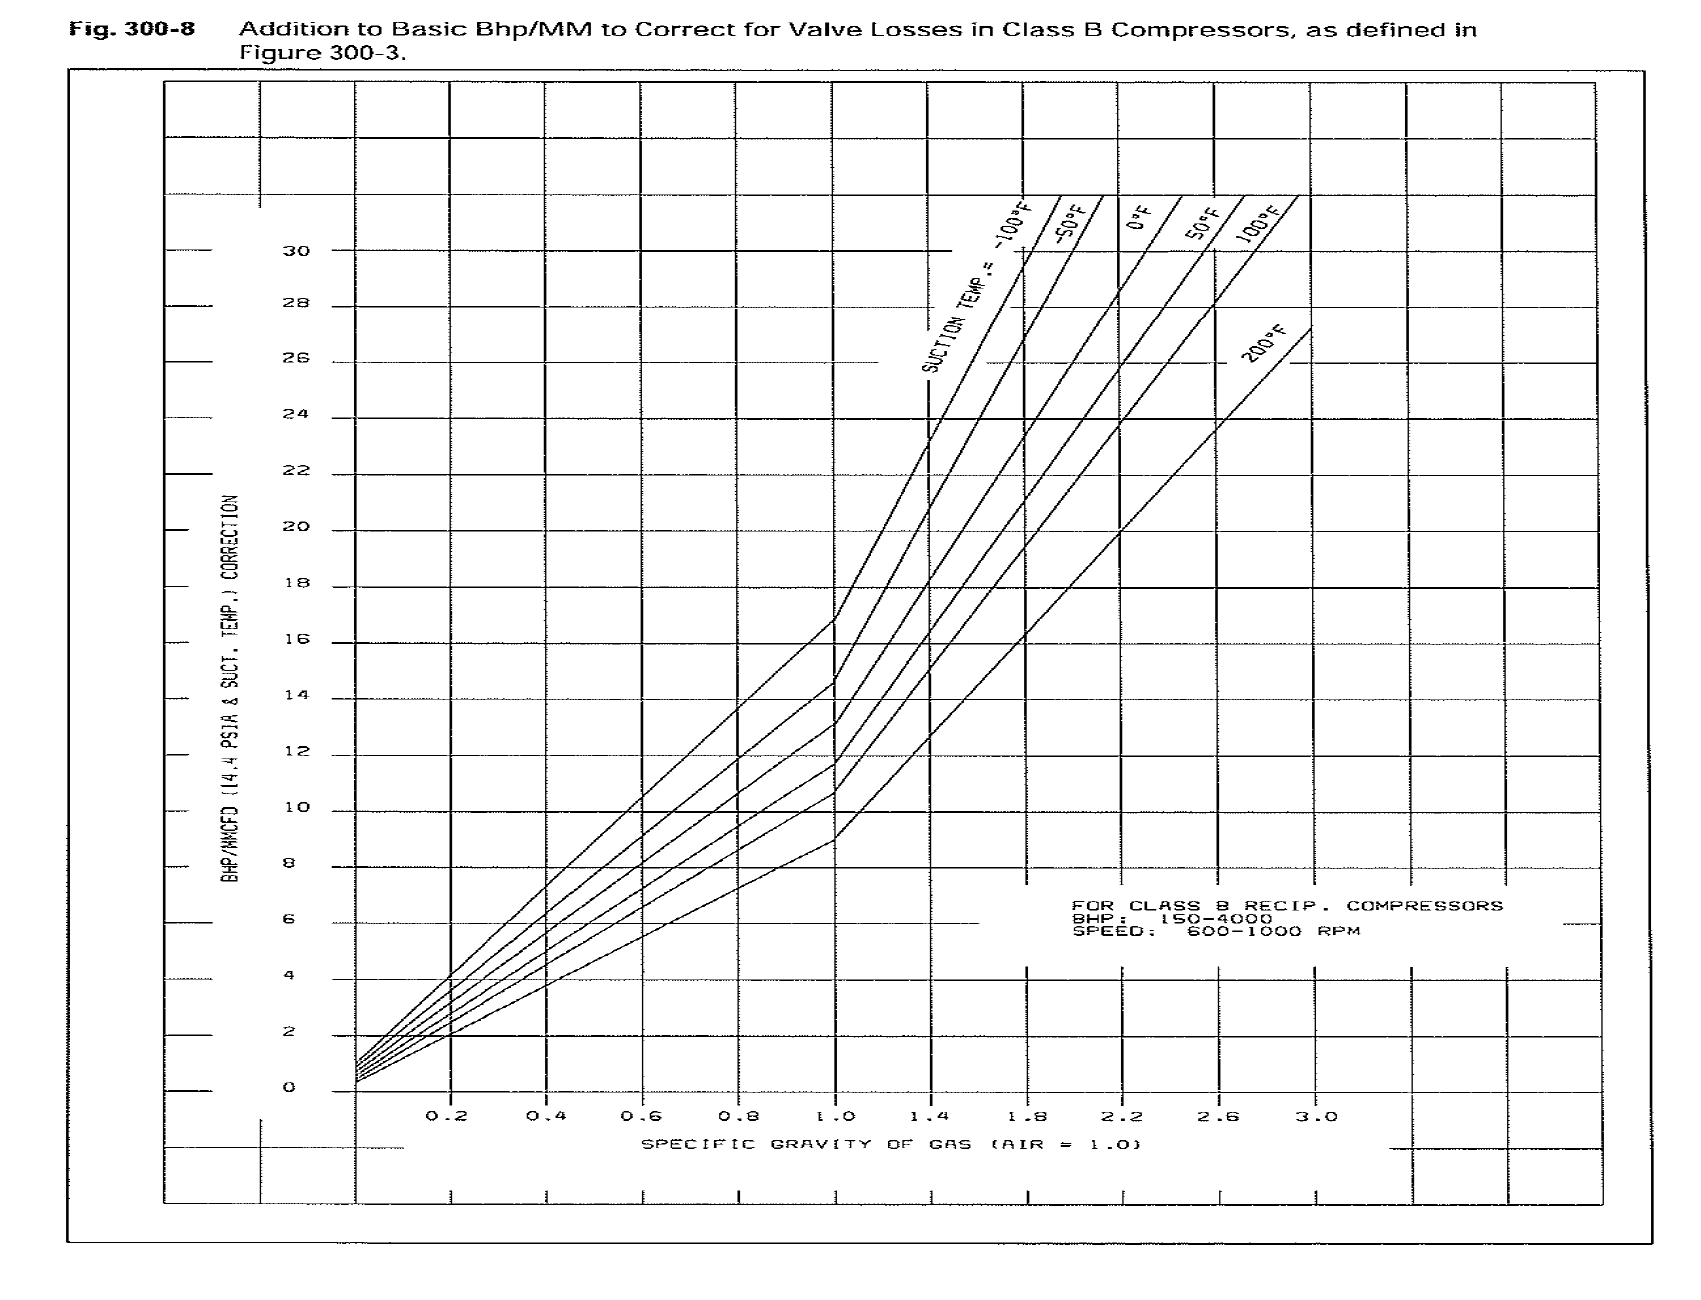 Fig. 300-8 Addition to Basic Bhp/MM to Correct for Valve Losses in Class B Compressors, as defined in
Figure 300-3.
SUCTION TEMP.= -100°F
-50°F
0°F
50°F
100°F
200°F
30
28
26
24
22
20
18
16
14
12
10
8
6
4
2
0
BHP/MMCFD (14.4 PSIA & SUCT. TEMP.) CORRECTION
FOR CLASS B RECIP. COMPRESSORS
BHP: 150-4000
SPEED: 600-1000 RPM
0.2 0.4 0.6 0.8 1.0 1.4 1.8 2.2 2.6 3.0
SPECIFIC GRAVITY OF GAS (AIR = 1.0)